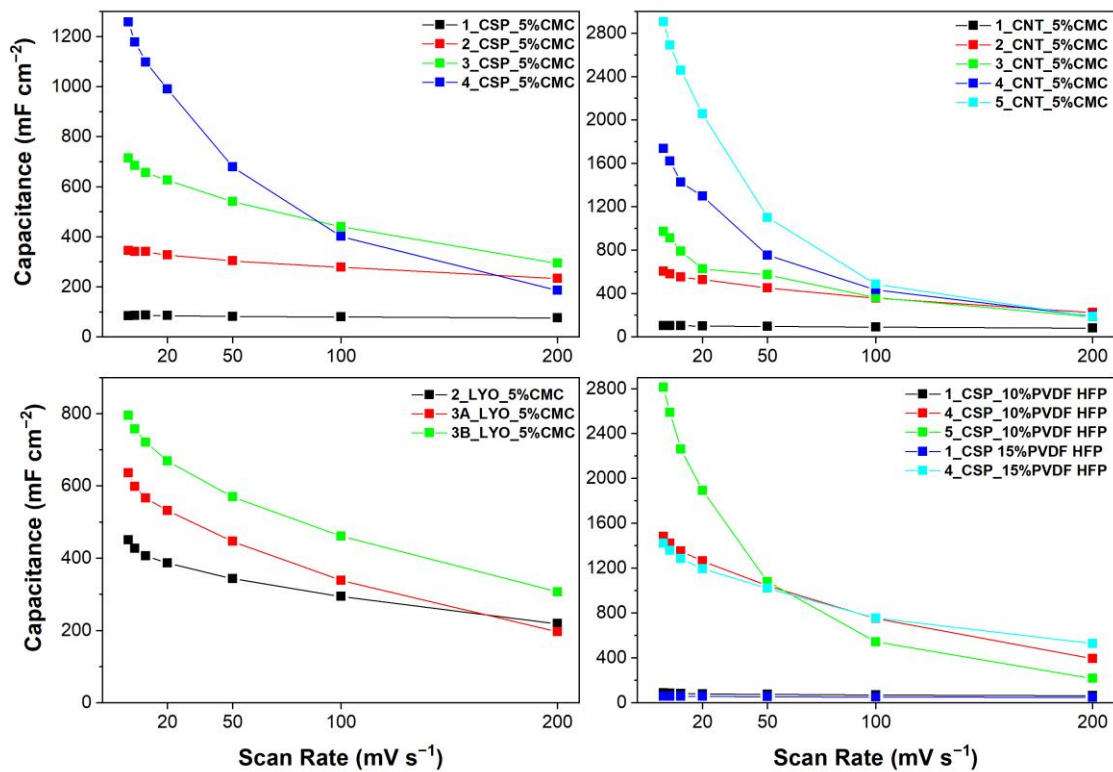 1200
1000
800
600
400
200
0
20
50
100
200
Capacitance (mF cm⁻²)
1_CSP_5%CMC
2_CSP_5%CMC
3_CSP_5%CMC
4_CSP_5%CMC
2800
2400
2000
1600
1200
800
400
0
20
50
100
200
1_CNT_5%CMC
2_CNT_5%CMC
3_CNT_5%CMC
4_CNT_5%CMC
5_CNT_5%CMC
800
600
400
200
0
20
50
100
200
Capacitance (mF cm⁻²)
Scan Rate (mV s⁻¹)
2_LYO_5%CMC
3A_LYO_5%CMC
3B_LYO_5%CMC
2800
2400
2000
1600
1200
800
400
0
20
50
100
200
Scan Rate (mV s⁻¹)
1_CSP_10%PVDF HFP
4_CSP_10%PVDF HFP
5_CSP_10%PVDF HFP
1_CSP 15%PVDF HFP
4_CSP_15%PVDF HFP